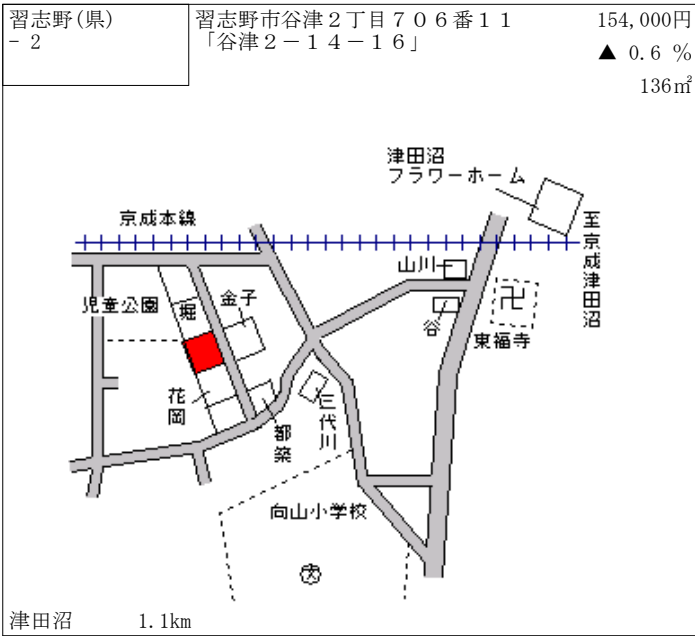 習志野(県)
- 2
習志野市谷津２丁目７０６番１１
「谷津２－１４－１６」
154,000円
▲ 0.6 %
136㎡
津田沼
フラワーホーム
京成本線
至京成津田沼
山川
児童公園
堀
金子
谷
卍
東福寺
花岡
都築
三代川
向山小学校
文
津田沼 1.1km